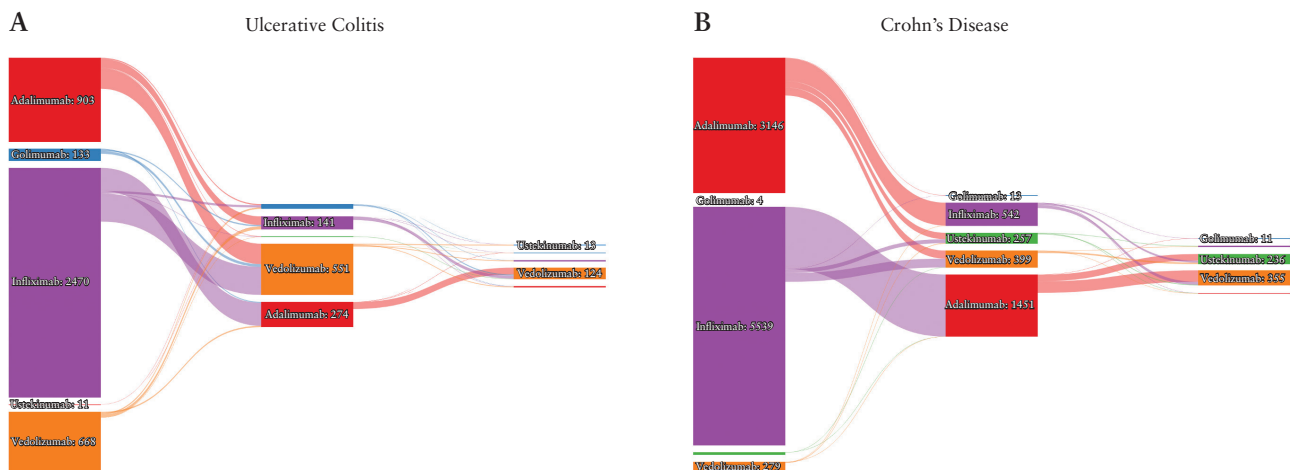 A
Ulcerative Colitis
Adalimumab: 903
Golimumab: 133
Infliximab: 2470
Ustekinumab: 11
Vedolizumab: 668
Infliximab: 141
Vedolizumab: 551
Adalimumab: 274
Ustekinumab: 13
Vedolizumab: 124
B
Crohn's Disease
Adalimumab: 3146
Golimumab: 4
Infliximab: 5539
Vedolizumab: 279
Golimumab: 13
Infliximab: 542
Ustekinumab: 257
Vedolizumab: 399
Adalimumab: 1451
Golimumab: 11
Ustekinumab: 236
Vedolizumab: 355